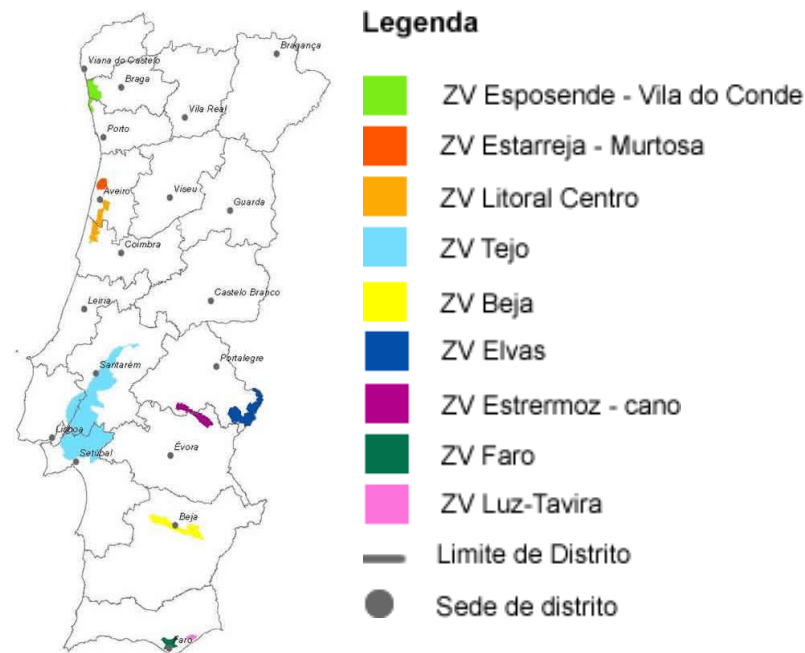 Viana do Castelo
Bragança
Braga
Vila Real
Porto
Aveiro
Viseu
Guarda
Coimbra
Castelo Branco
Leiria
Santarém
Portalegre
Lisboa
Évora
Setúbal
Beja
Faro
Legenda
ZV Esposende - Vila do Conde
ZV Estarreja - Murtosa
ZV Litoral Centro
ZV Tejo
ZV Beja
ZV Elvas
ZV Estrermoz - cano
ZV Faro
ZV Luz-Tavira
Limite de Distrito
Sede de distrito